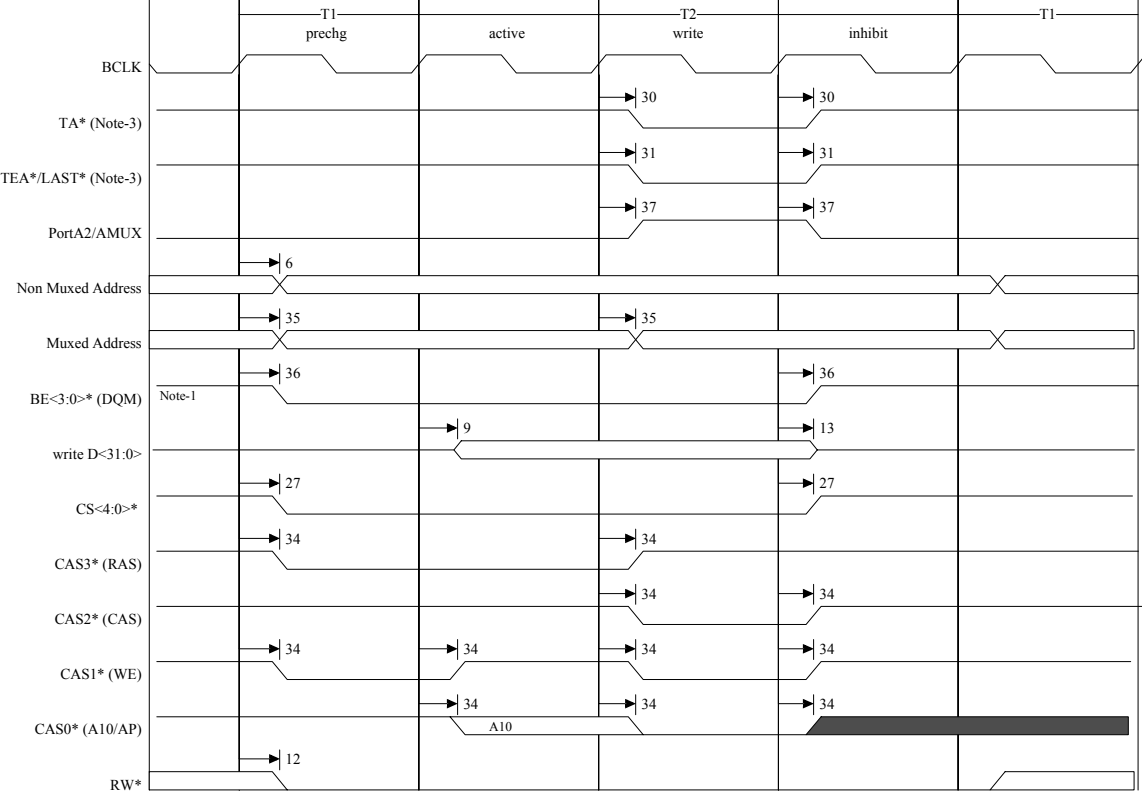 T1 T2 T1
prechg active write inhibit
BCLK
30 30
TA* (Note-3)
31 31
TEA*/LAST* (Note-3)
37 37
PortA2/AMUX
6
Non Muxed Address
35 35
Muxed Address
36 36
BE<3:0>* (DQM) Note-1
9 13
write D<31:0>
27 27
CS<4:0>*
34 34
CAS3* (RAS)
34 34
CAS2* (CAS)
34 34 34 34
CAS1* (WE)
34 34 34
CAS0* (A10/AP) A10
12
RW*